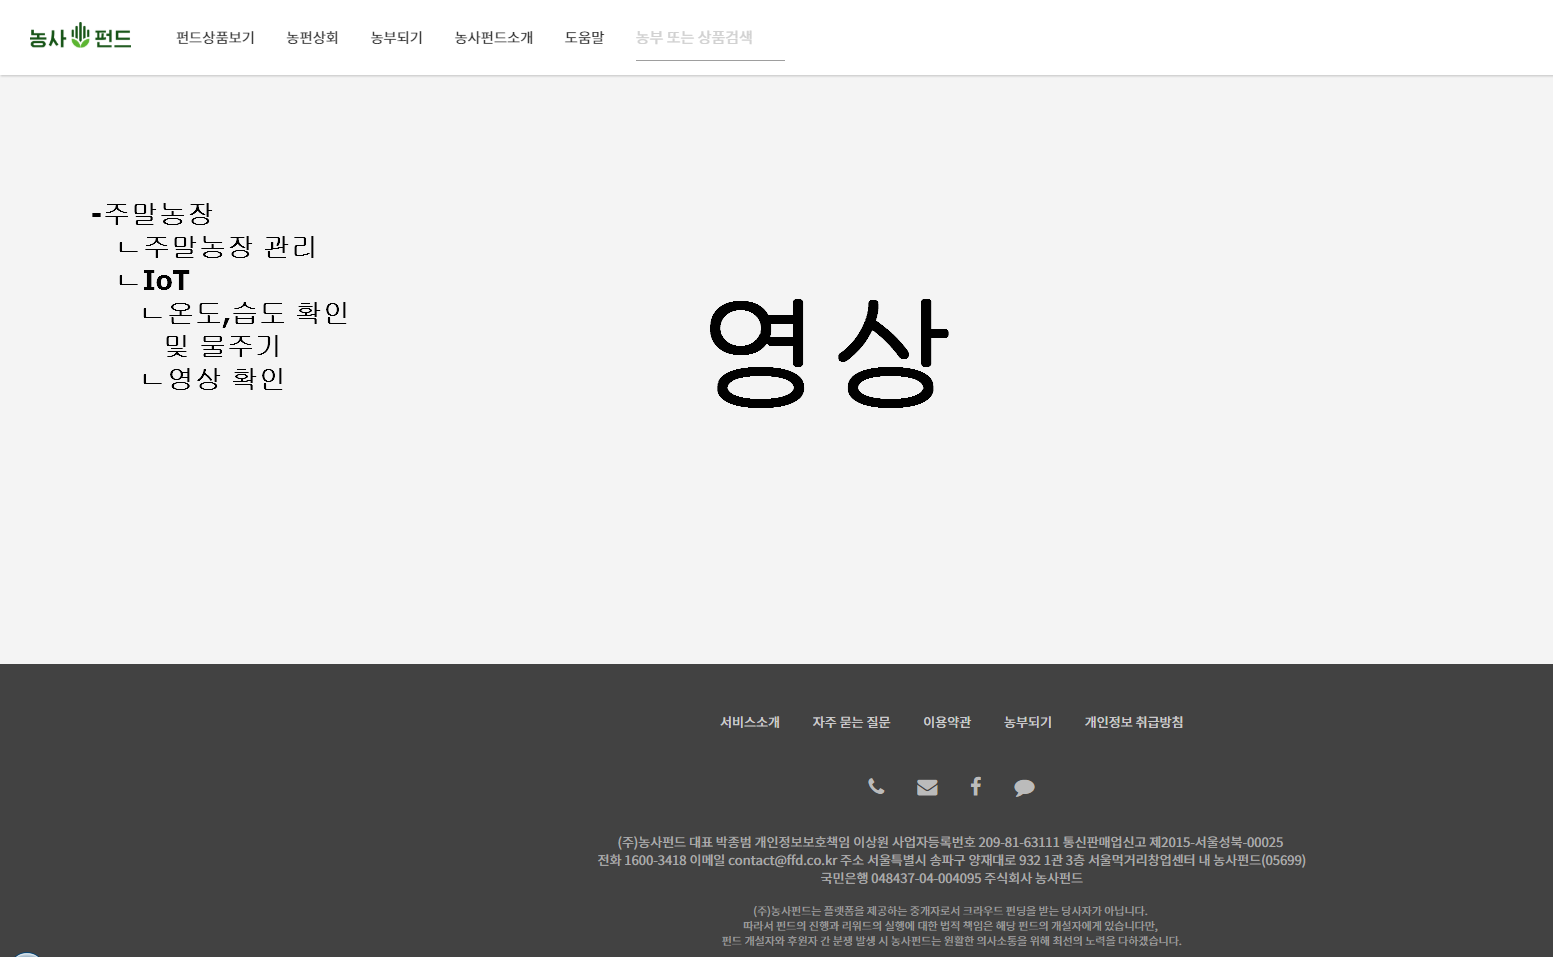 농사펀드
펀드상품보기 농펀상회 농부되기 농사펀드소개 도움말 농부 또는 상품검색
-주말농장
ㄴ주말농장 관리
ㄴIoT
ㄴ온도,습도 확인
및 물주기
ㄴ영상 확인
영상
서비스소개 자주 묻는 질문 이용약관 농부되기 개인정보 취급방침
(주)농사펀드 대표 박종범 개인정보보호책임 이상원 사업자등록번호 209-81-63111 통신판매업신고 제2015-서울성북-00025
전화 1600-3418 이메일 contact@ffd.co.kr 주소 서울특별시 송파구 양재대로 932 1관 3층 서울먹거리창업센터 내 농사펀드(05699)
국민은행 048437-04-004095 주식회사 농사펀드
(주)농사펀드는 플랫폼을 제공하는 중개자로서 크라우드 펀딩을 받는 당사자가 아닙니다.
따라서 펀드의 진행과 리워드의 실행에 대한 법적 책임은 해당 펀드의 개설자에게 있습니다만,
펀드 개설자와 후원자 간 분쟁 발생 시 농사펀드는 원활한 의사소통을 위해 최선의 노력을 다하겠습니다.